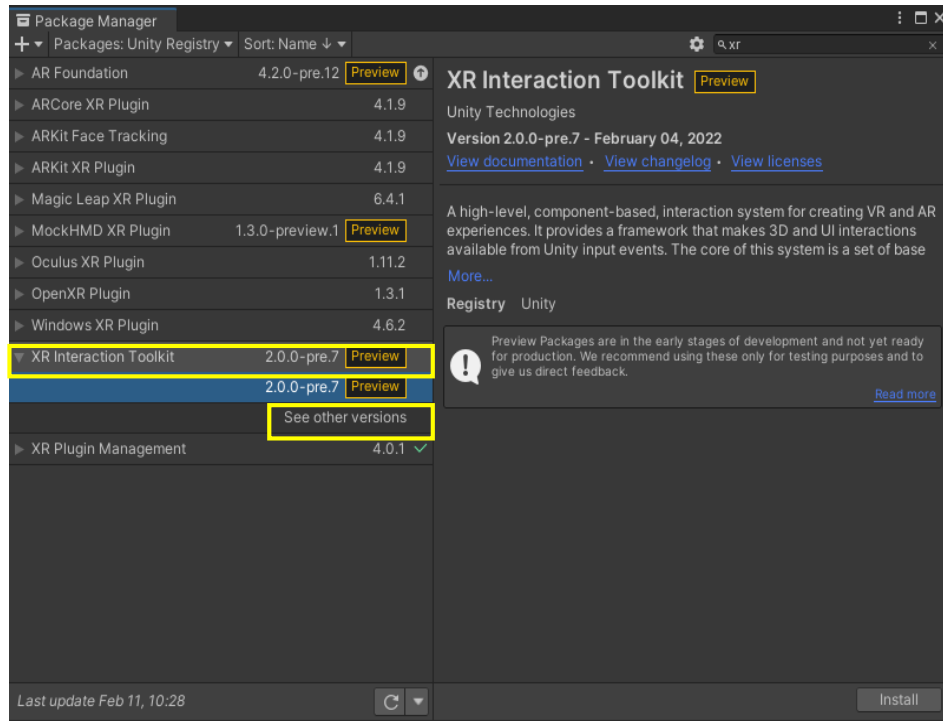 Package Manager
Packages: Unity Registry Sort: Name ↓
xr
AR Foundation 4.2.0-pre.12 Preview
ARCore XR Plugin 4.1.9
ARKit Face Tracking 4.1.9
ARKit XR Plugin 4.1.9
Magic Leap XR Plugin 6.4.1
MockHMD XR Plugin 1.3.0-preview.1 Preview
Oculus XR Plugin 1.11.2
OpenXR Plugin 1.3.1
Windows XR Plugin 4.6.2
XR Interaction Toolkit 2.0.0-pre.7 Preview
2.0.0-pre.7 Preview
See other versions
XR Plugin Management 4.0.1
Last update Feb 11, 10:28
XR Interaction Toolkit Preview
Unity Technologies
Version 2.0.0-pre.7 - February 04, 2022
View documentation • View changelog • View licenses
A high-level, component-based, interaction system for creating VR and AR
experiences. It provides a framework that makes 3D and UI interactions
available from Unity input events. The core of this system is a set of base
More...
Registry Unity
Preview Packages are in the early stages of development and not yet ready
for production. We recommend using these only for testing purposes and to
give us direct feedback.
Read more
Install